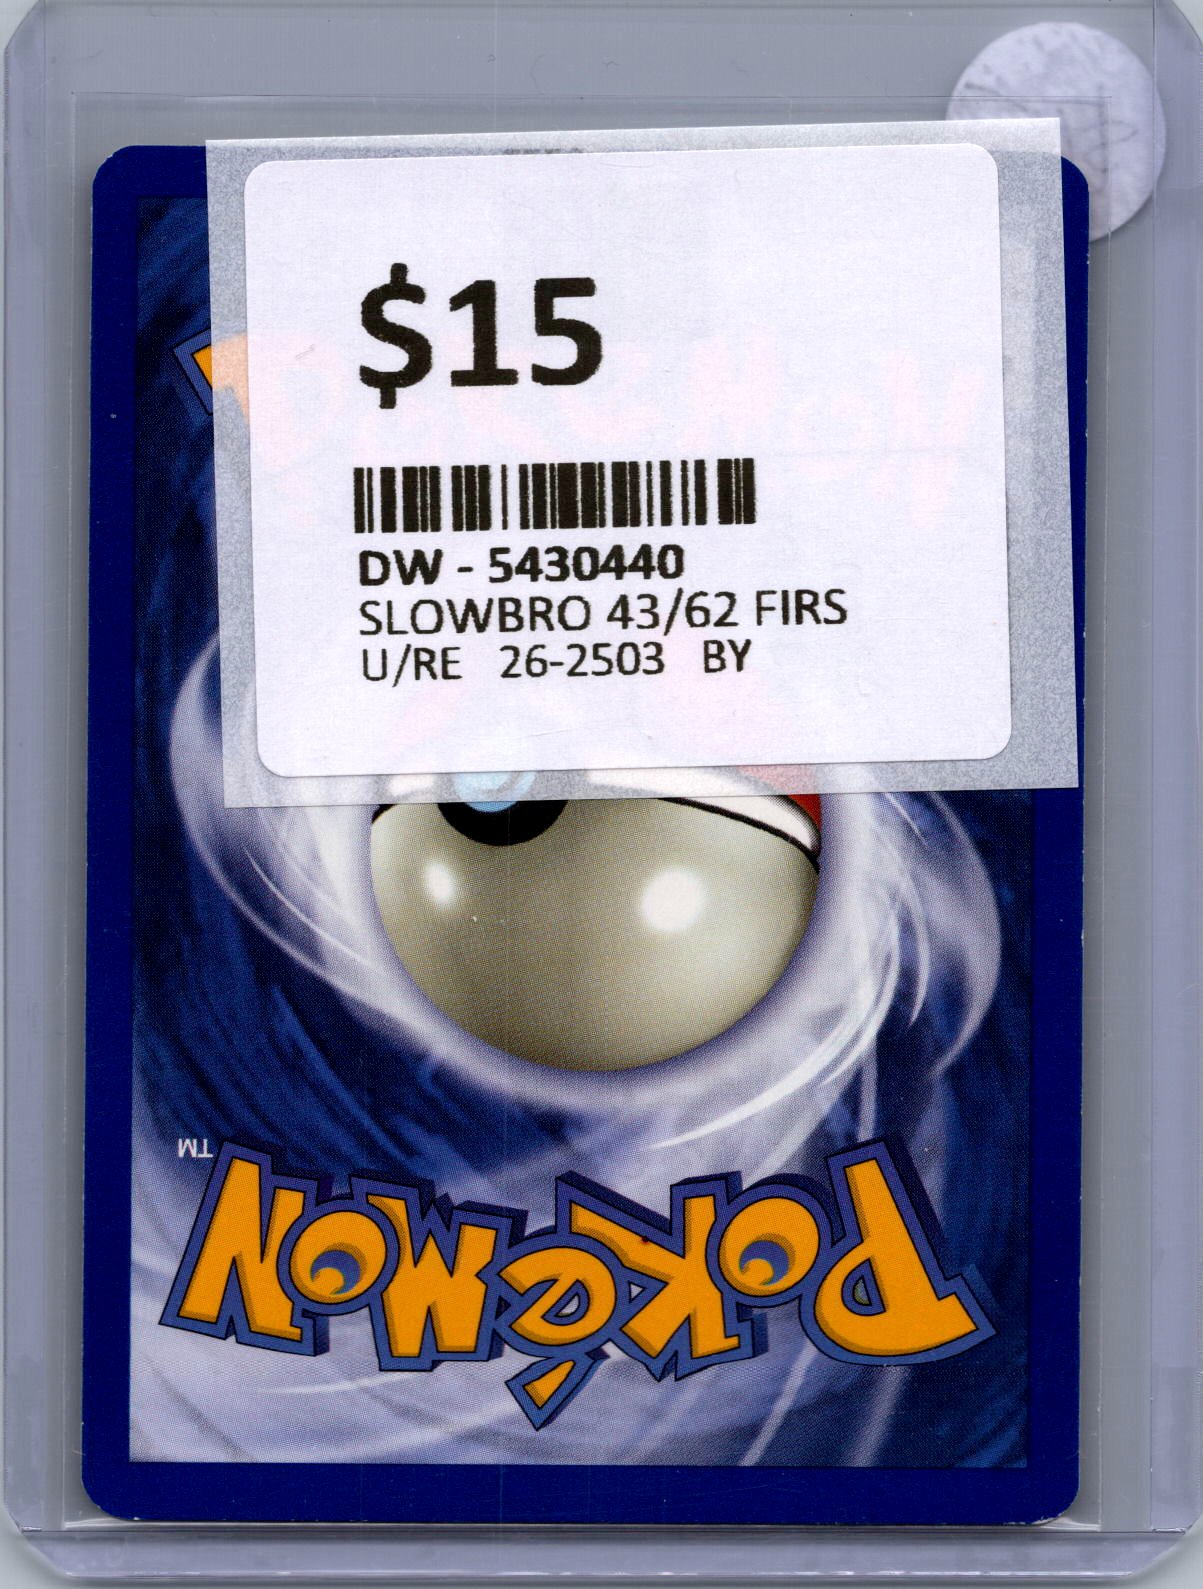 $15
DW - 5430440
SLOWBRO 43/62 FIRS
U/RE 26-2503 BY
TM
POKéMON